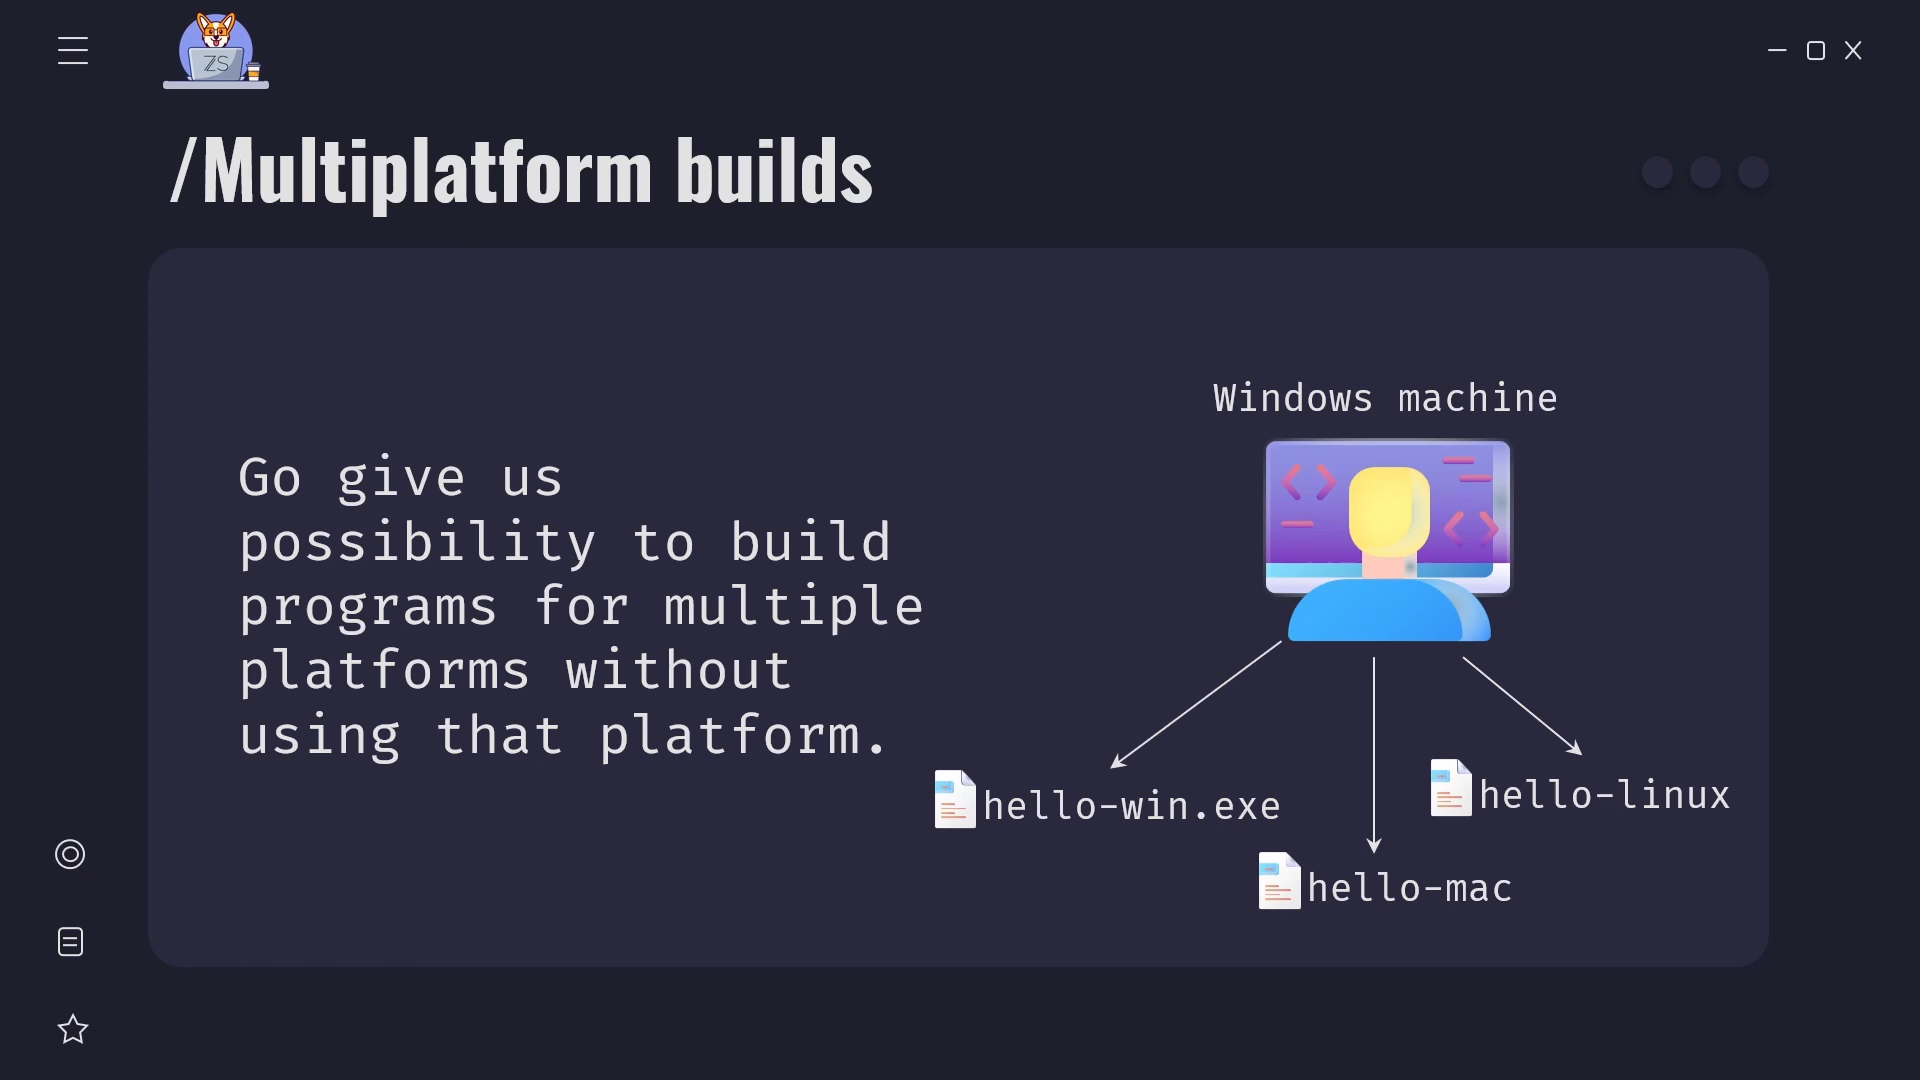 ZS
/Multiplatform builds
Go give us
possibility to build
programs for multiple
platforms without
using that platform.
Windows machine
hello-win.exe
hello-linux
hello-mac